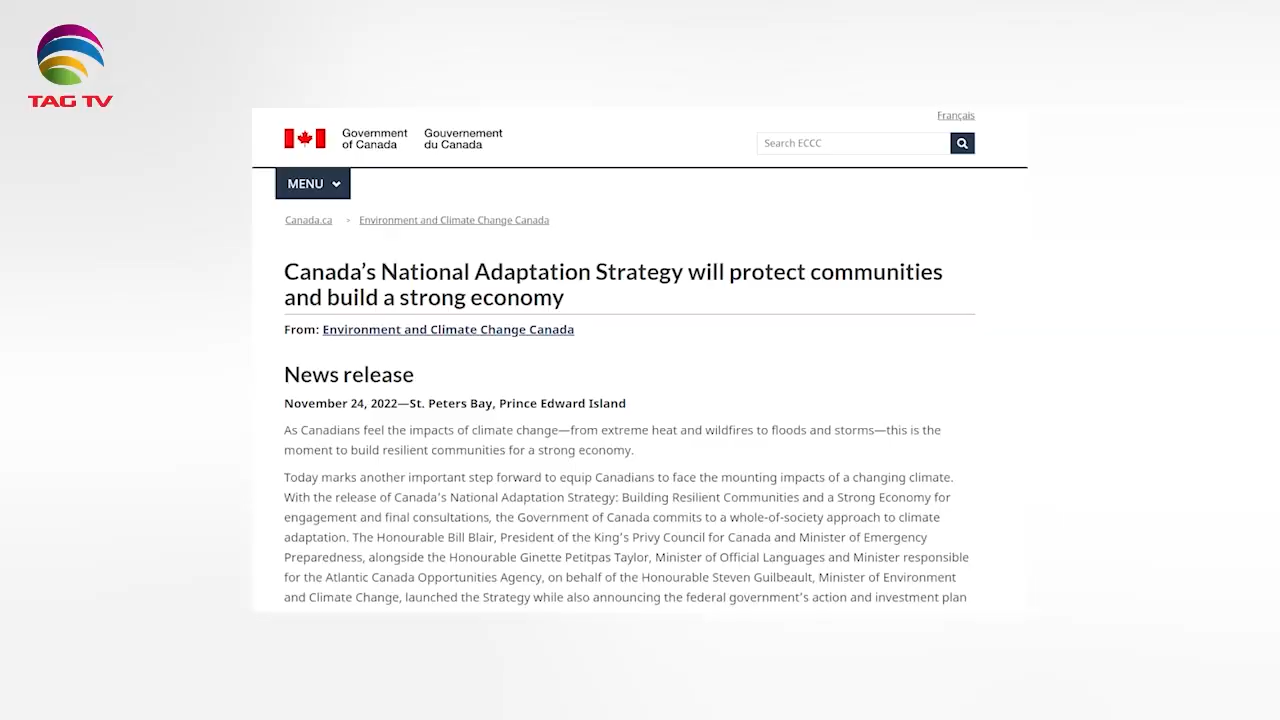 TAG TV
Français
Government of Canada
Gouvernement du Canada
Search ECCC
MENU
Canada.ca > Environment and Climate Change Canada
Canada’s National Adaptation Strategy will protect communities
and build a strong economy
From: Environment and Climate Change Canada
News release
November 24, 2022—St. Peters Bay, Prince Edward Island
As Canadians feel the impacts of climate change—from extreme heat and wildfires to floods and storms—this is the
moment to build resilient communities for a strong economy.
Today marks another important step forward to equip Canadians to face the mounting impacts of a changing climate.
With the release of Canada’s National Adaptation Strategy: Building Resilient Communities and a Strong Economy for
engagement and final consultations, the Government of Canada commits to a whole-of-society approach to climate
adaptation. The Honourable Bill Blair, President of the King’s Privy Council for Canada and Minister of Emergency
Preparedness, alongside the Honourable Ginette Petitpas Taylor, Minister of Official Languages and Minister responsible
for the Atlantic Canada Opportunities Agency, on behalf of the Honourable Steven Guilbeault, Minister of Environment
and Climate Change, launched the Strategy while also announcing the federal government’s action and investment plan